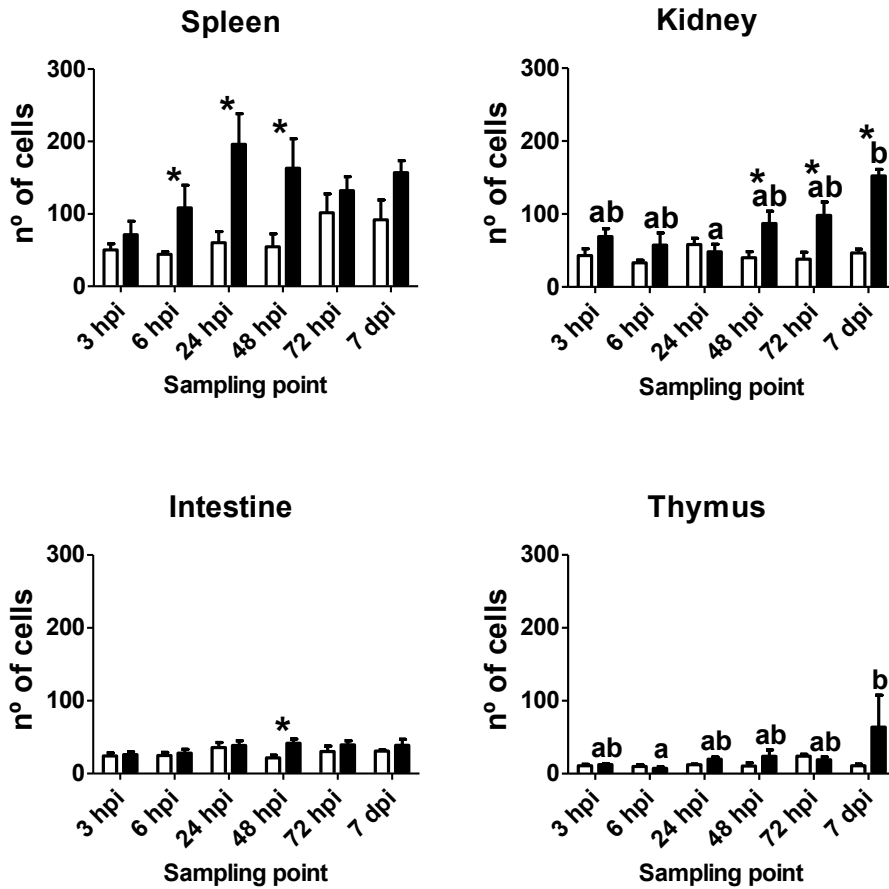 Spleen
nº of cells
300
200
100
0
* * *
3 hpi 6 hpi 24 hpi 48 hpi 72 hpi 7 dpi
Sampling point
Kidney
nº of cells
300
200
100
0
* * *
ab ab a ab ab b
3 hpi 6 hpi 24 hpi 48 hpi 72 hpi 7 dpi
Sampling point
Intestine
nº of cells
300
200
100
0
*
3 hpi 6 hpi 24 hpi 48 hpi 72 hpi 7 dpi
Sampling point
Thymus
nº of cells
300
200
100
0
ab a ab ab ab b
3 hpi 6 hpi 24 hpi 48 hpi 72 hpi 7 dpi
Sampling point